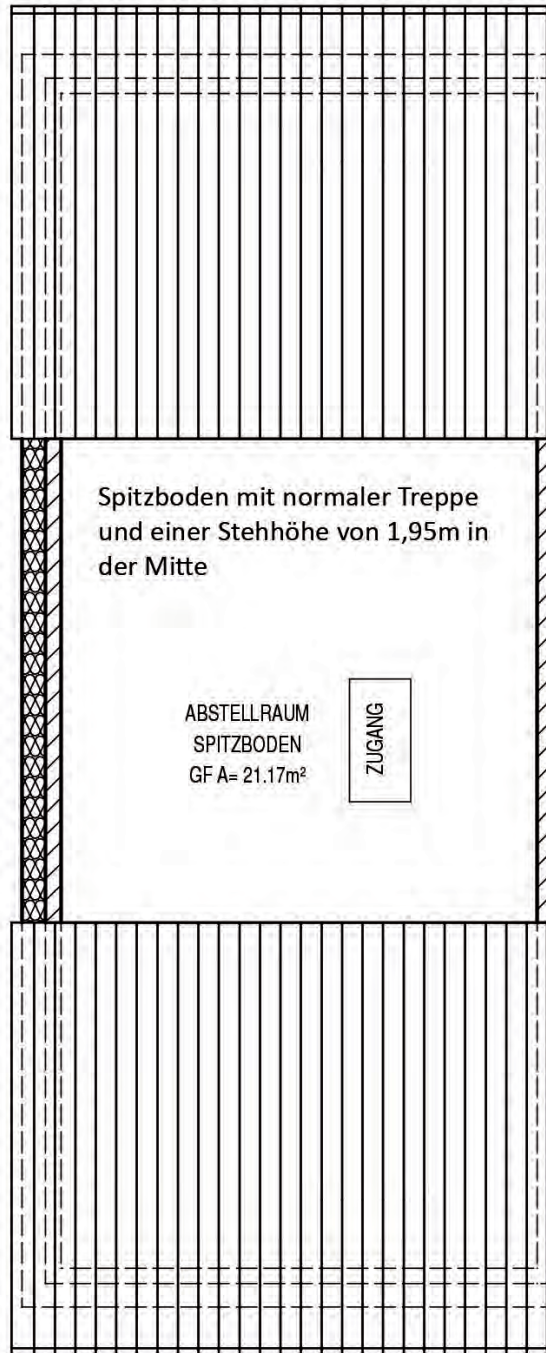 Spitzboden mit normaler Treppe
und einer Stehhöhe von 1,95m in
der Mitte
ABSTELLRAUM
SPITZBODEN
GF A= 21.17m²
ZUGANG